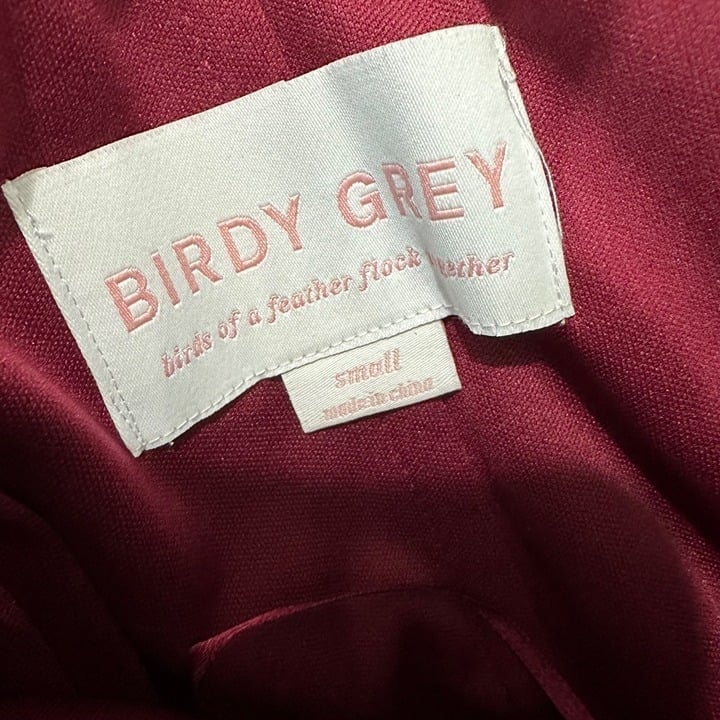 BIRDY GREY
birds of a feather flock together
small
made in china